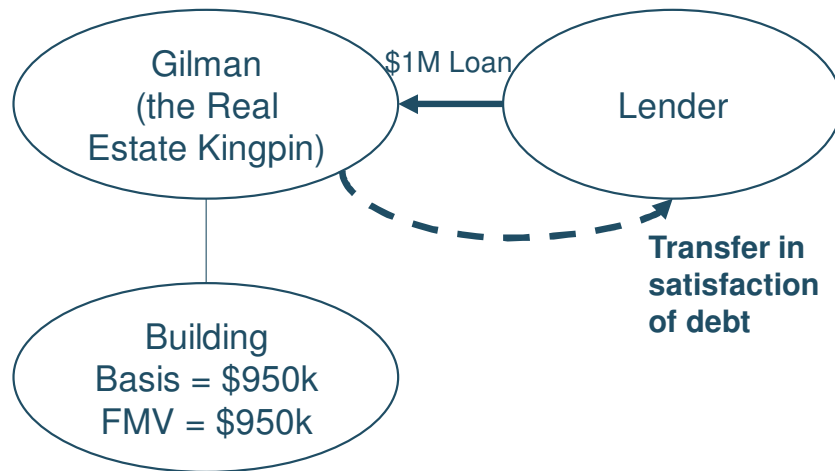 Gilman
(the Real
Estate Kingpin)
$1M Loan
Lender
Transfer in
satisfaction
of debt
Building
Basis = $950k
FMV = $950k